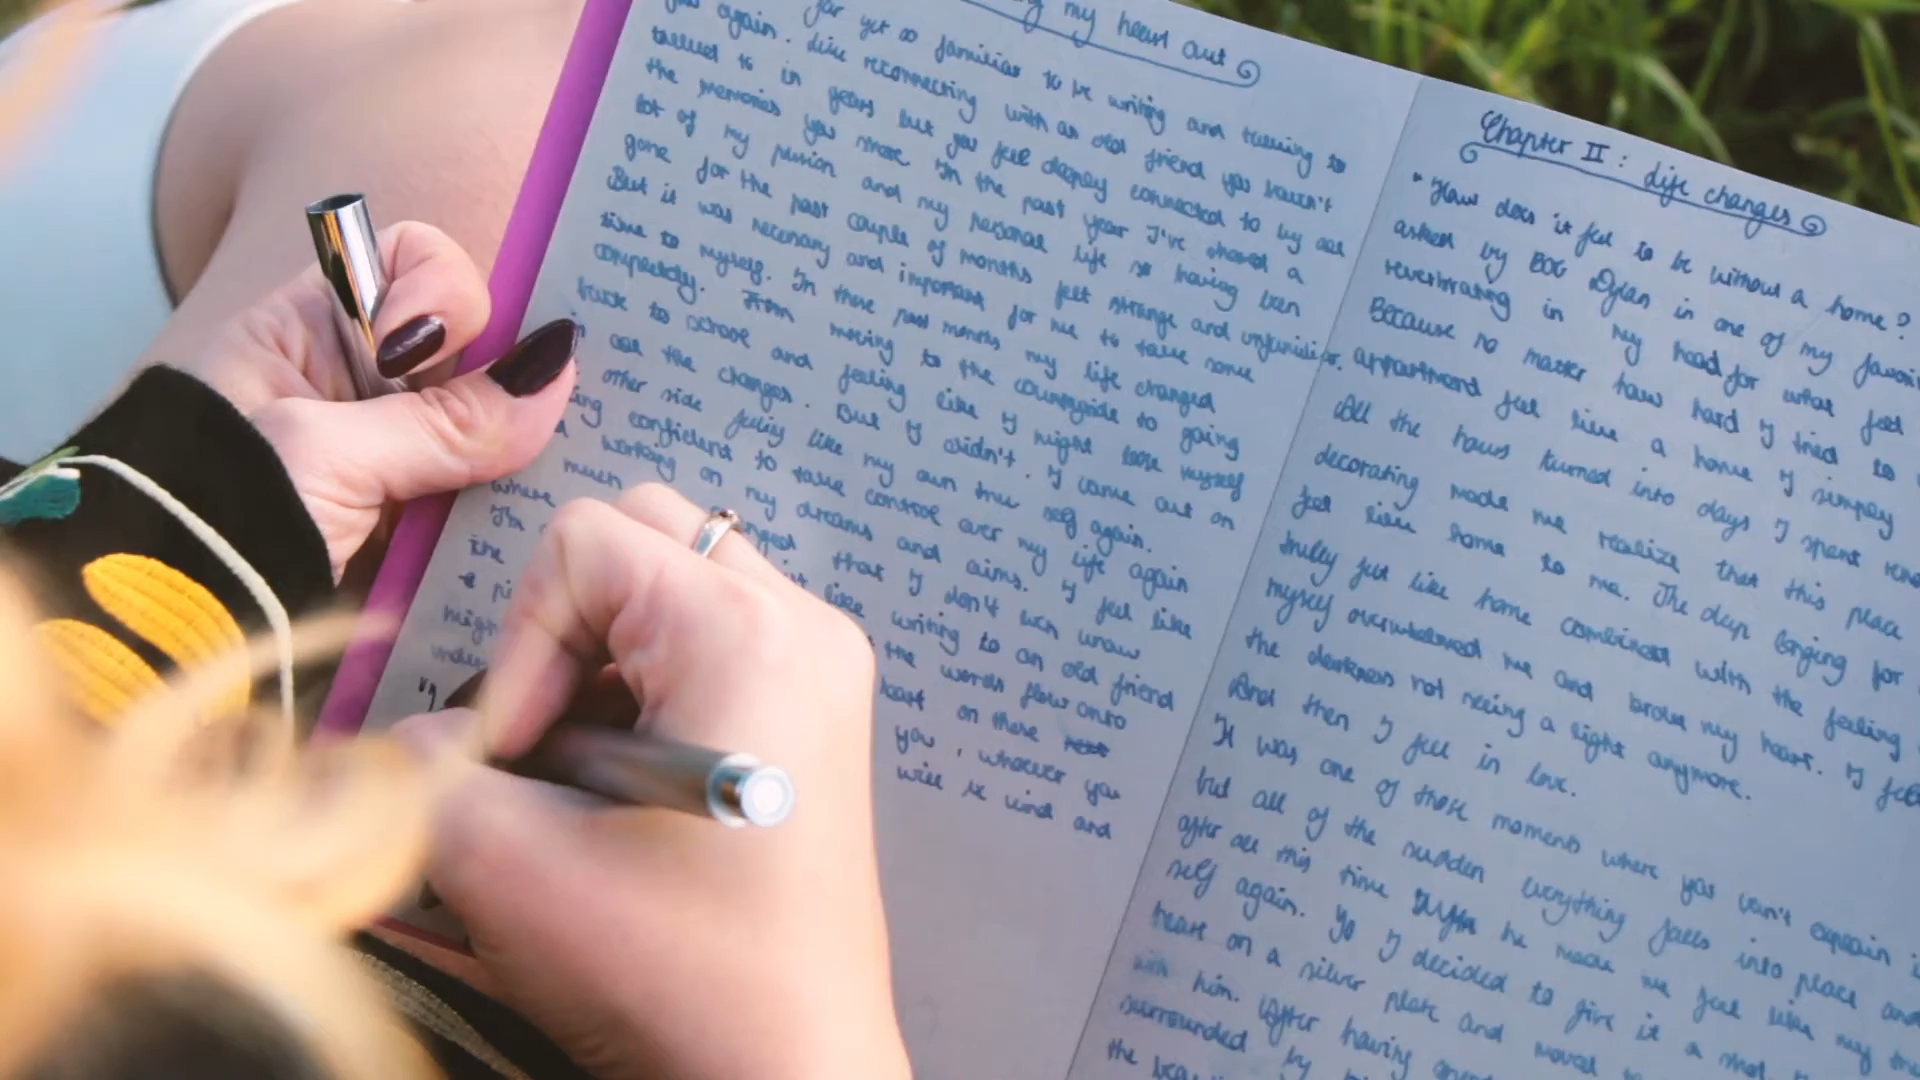 my heart out
far yet so familiar to be writing and talking to
you again. Like reconnecting with an old friend you haven't
talked to in years but you feel deeply connected to by all
the memories you share. In the past year I've shared a
lot of my passion and my personal life so having been
gone for the past couple of months felt strange and unfamiliar.
But it was necessary and important for me to take some
time to myself. In these past months my life changed
completely. From moving to the countryside to going
back to school and feeling like I might lose myself
in all the changes. But I didn't. I came out on
other side feeling like my own true self again.
confident to take control over my life again
working on my dreams and aims. I feel like
much that I don't even know
where like writing to an old friend
I'm the words flow onto
the heart on these
you, whoever you
might will be kind and
"I
Chapter II: Life changes
"How does it feel to be without a home?
asked by Bob Dylan in one of my favorit
reverbrating in my head for what feel
Because no matter how hard I tried to
appartment feel like a home I simply
All the hours turned into days I spent
decorating made me realize that this place
feel like home to me. The deep longing for
truly feel like home combined with the feeling
myself overwhelmed me and broke my heart. I fell
the darkness not seeing a light anymore.
And then I fell in love.
It was one of those moments where you can't explain
but all of the sudden everything falls into place and
after all this time he made me feel like my
self again. So I decided to give it a shot
heart on a silver plate and moved
with him. After having
surrounded by
the